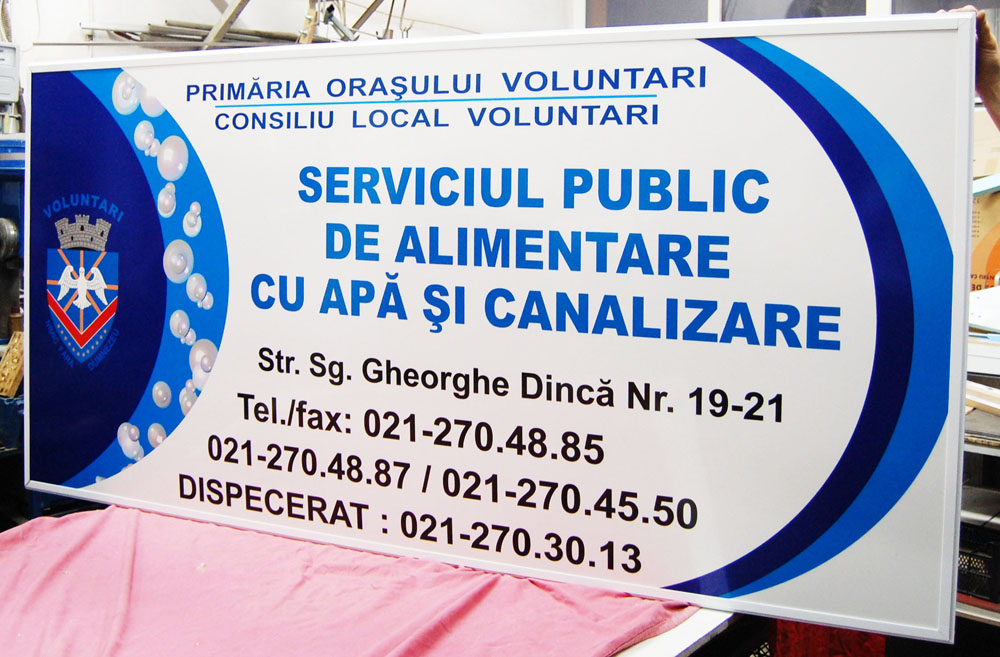 PRIMĂRIA ORAŞULUI VOLUNTARI
CONSILIU LOCAL VOLUNTARI
SERVICIUL PUBLIC
DE ALIMENTARE
CU APĂ ŞI CANALIZARE
Str. Sg. Gheorghe Dincă Nr. 19-21
Tel./fax: 021-270.48.85
021-270.48.87 / 021-270.45.50
DISPECERAT : 021-270.30.13
VOLUNTARI